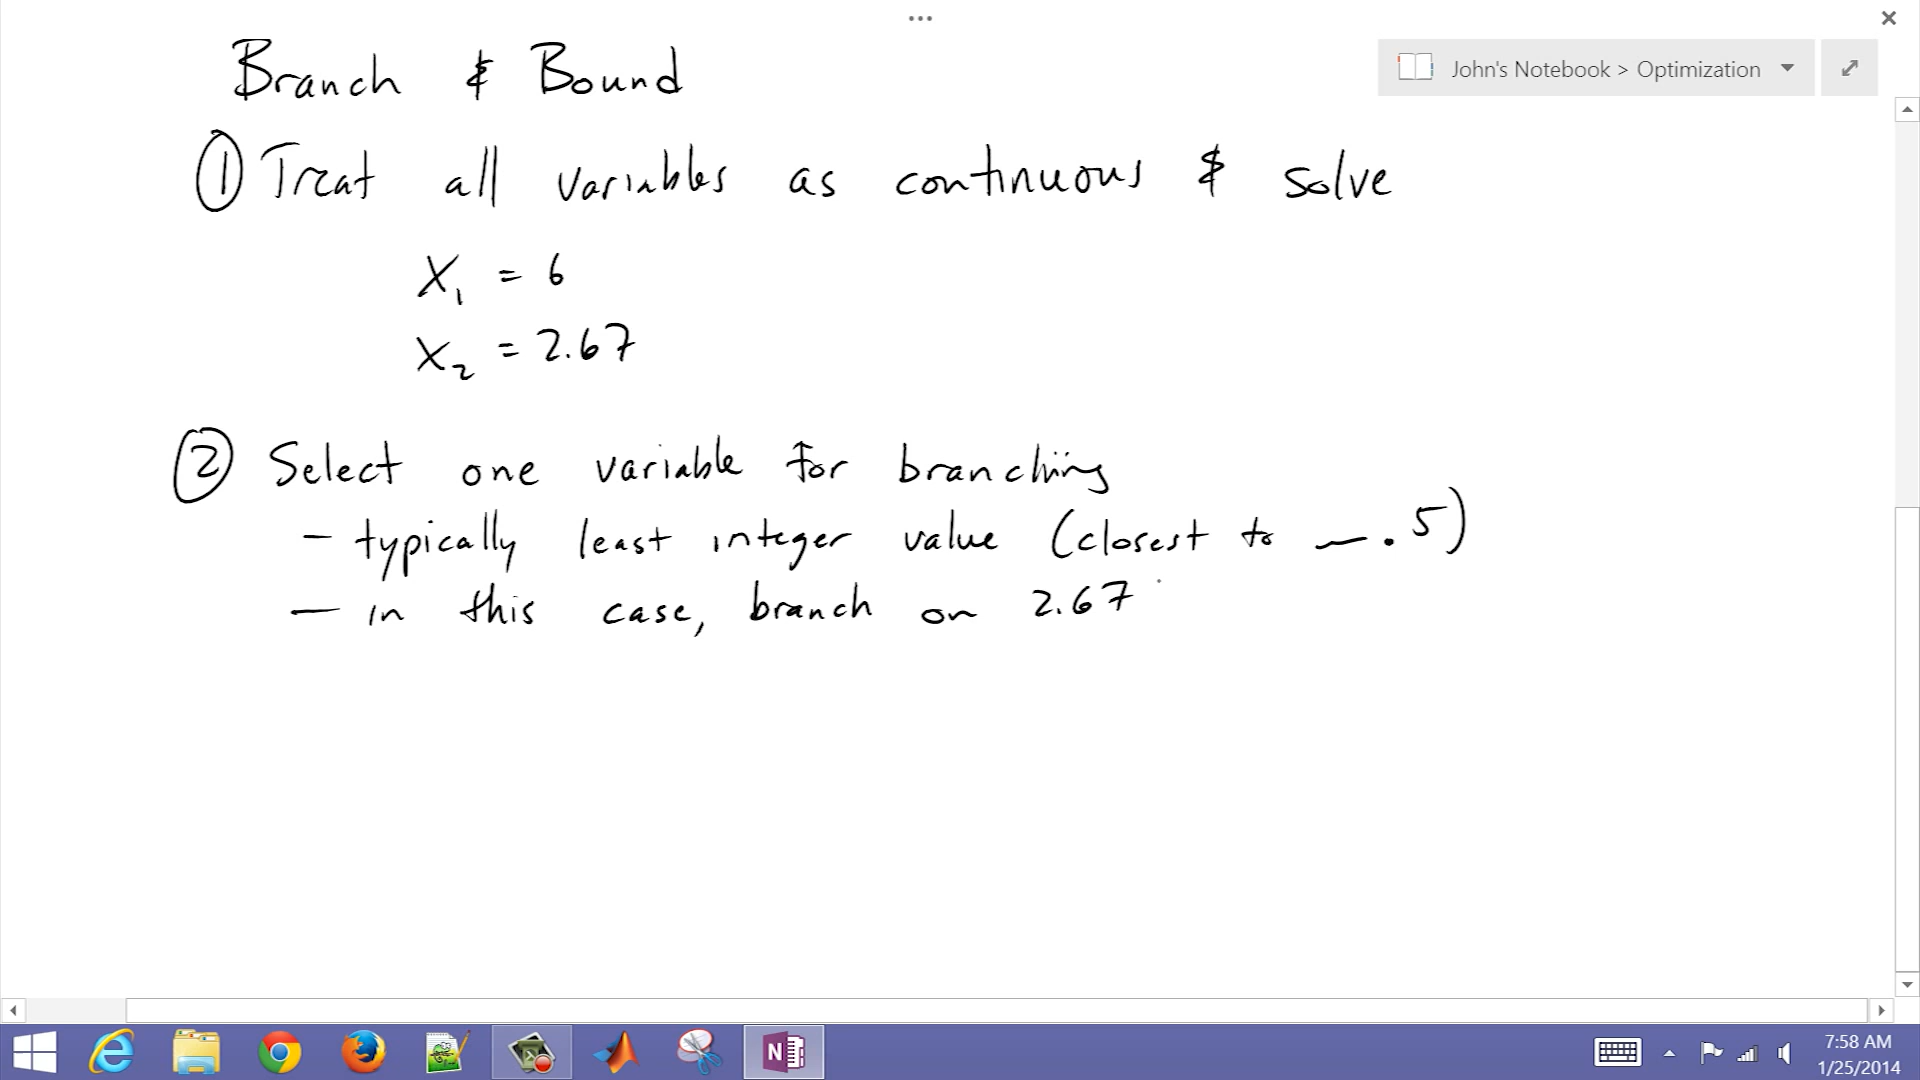 ...
Branch & Bound
John's Notebook > Optimization
① Treat all variables as continuous & solve
X₁ = 6
X₂ = 2.67
② Select one variable for branching
- typically least integer value (closest to _.5)
- in this case, branch on 2.67
N
7:58 AM
1/25/2014